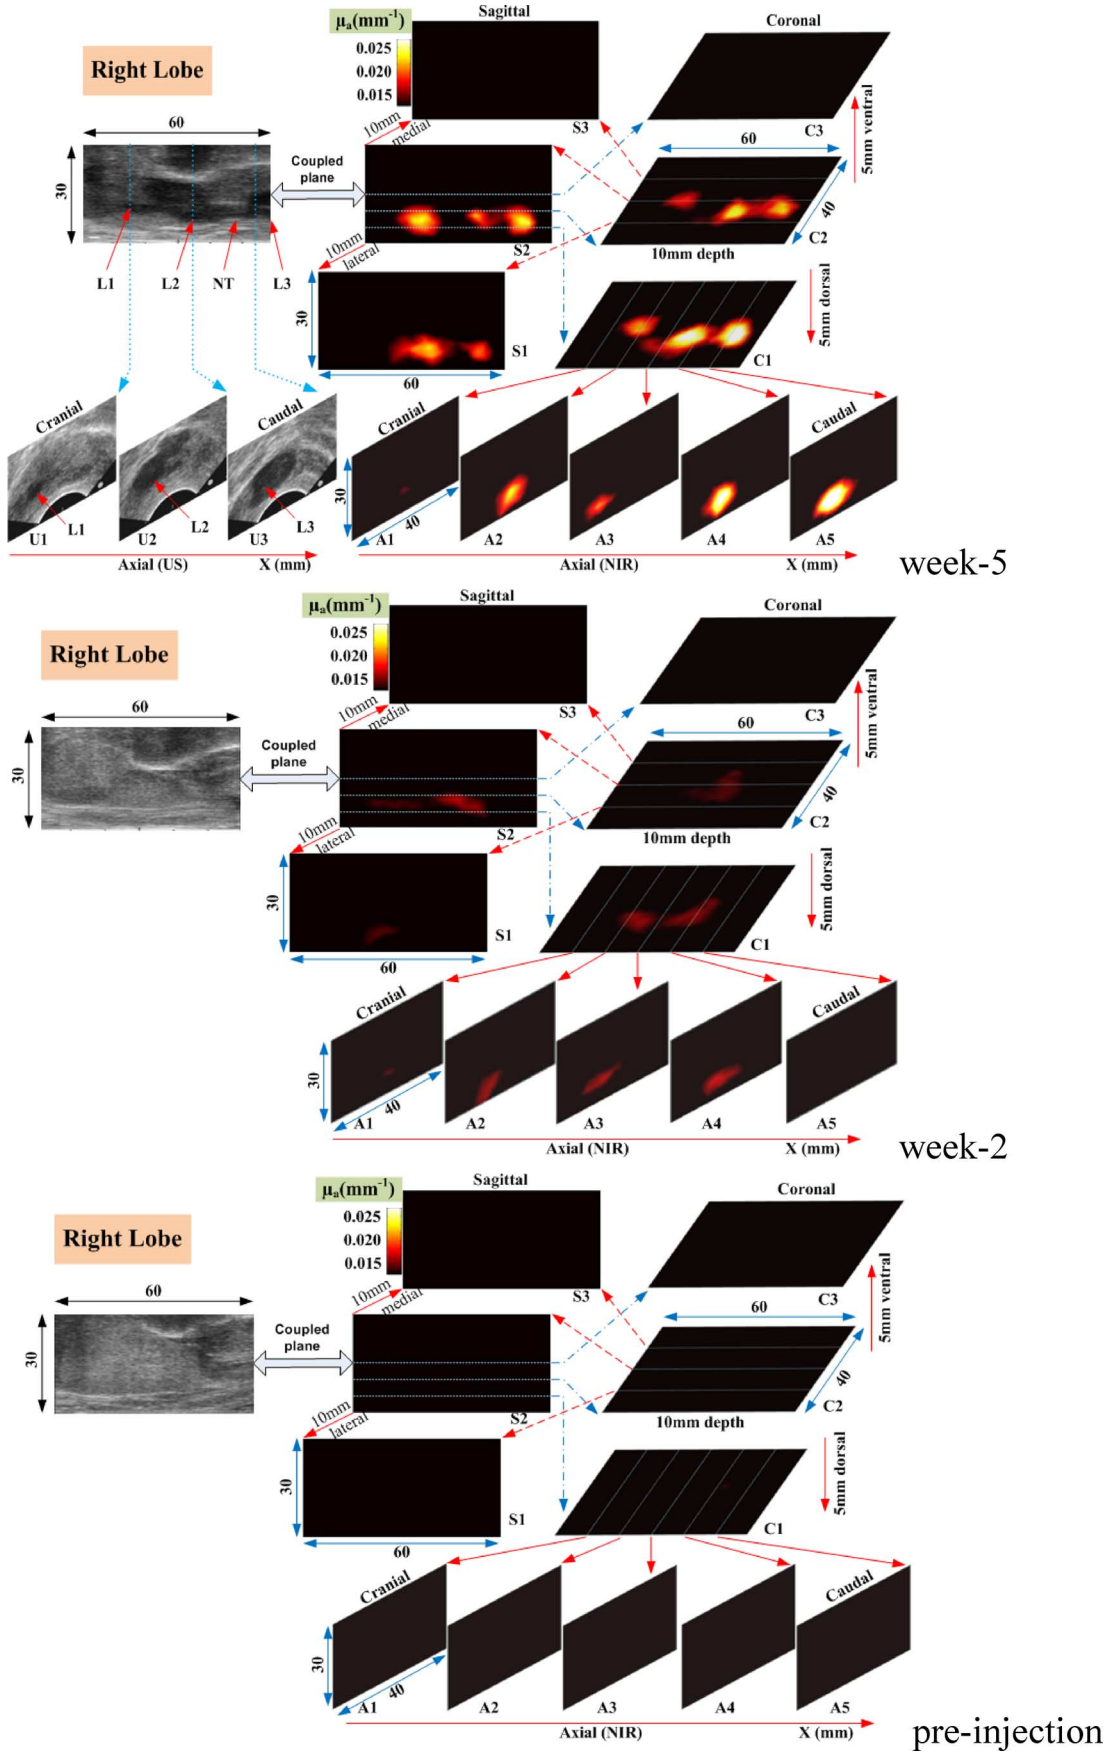 μa(mm-1)
Sagittal
Coronal
0.025
0.020
0.015
Right Lobe
60
10mm
medial
S3
C3
5mm ventral
30
Coupled
plane
60
40
S2
C2
10mm
lateral
10mm depth
L1
L2
NT
L3
30
S1
60
C1
5mm dorsal
Cranial
Caudal
U1
L1
U2
L2
U3
L3
Axial (US)
X (mm)
Cranial
Caudal
30
40
A1
A2
A3
A4
A5
Axial (NIR)
X (mm)
week-5
μa(mm-1)
Sagittal
Coronal
0.025
0.020
0.015
Right Lobe
60
10mm
medial
S3
C3
5mm ventral
30
Coupled
plane
60
40
S2
C2
10mm
lateral
10mm depth
30
S1
60
C1
5mm dorsal
Cranial
Caudal
30
40
A1
A2
A3
A4
A5
Axial (NIR)
X (mm)
week-2
μa(mm-1)
Sagittal
Coronal
0.025
0.020
0.015
Right Lobe
60
10mm
medial
S3
C3
5mm ventral
30
Coupled
plane
60
40
S2
C2
10mm
lateral
10mm depth
30
S1
60
C1
5mm dorsal
Cranial
Caudal
30
40
A1
A2
A3
A4
A5
Axial (NIR)
X (mm)
pre-injection